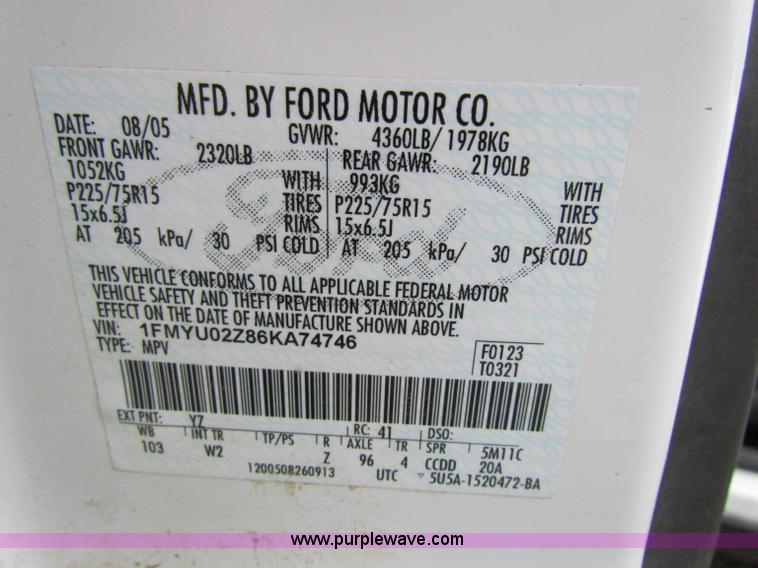 MFD. BY FORD MOTOR CO.
DATE: 08/05 GVWR: 4360LB/ 1978KG
FRONT GAWR: 2320LB REAR GAWR: 2190LB
1052KG WITH 993KG WITH
P225/75R15 TIRES P225/75R15 TIRES
15x6.5J RIMS 15x6.5J RIMS
AT 205 kPa/ 30 PSI COLD AT 205 kPa/ 30 PSI COLD
Ford
THIS VEHICLE CONFORMS TO ALL APPLICABLE FEDERAL MOTOR
VEHICLE SAFETY AND THEFT PREVENTION STANDARDS IN
EFFECT ON THE DATE OF MANUFACTURE SHOWN ABOVE.
VIN: 1FMYU02Z86KA74746
TYPE: MPV
F0123
T0321
EXT PNT: YZ RC: 41 DSO:
WB INT TR TP/PS R AXLE TR SPR 5M11C
103 W2 Z 96 4 CCDD 20A
1200508260913 UTC ▽ 5U5A-1520472-BA
www.purplewave.com